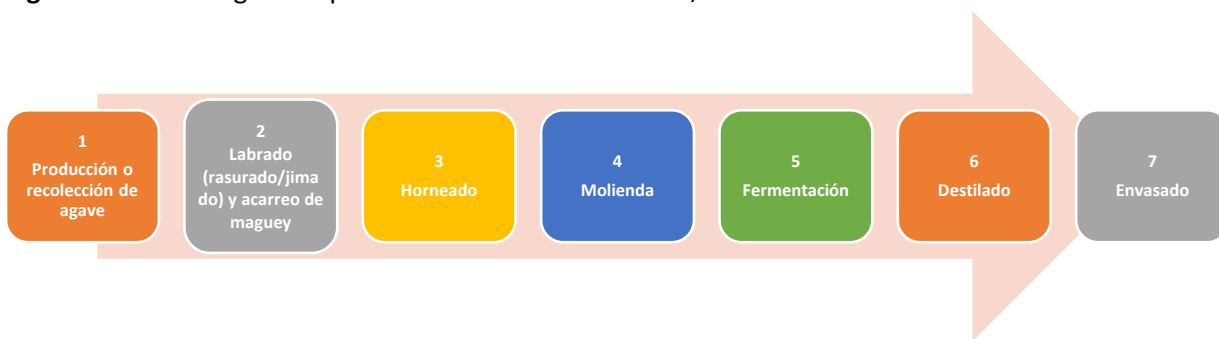 1
Producción o
recolección de
agave
2
Labrado
(rasurado/jima
do) y acarreo de
maguey
3
Horneado
4
Molienda
5
Fermentación
6
Destilado
7
Envasado